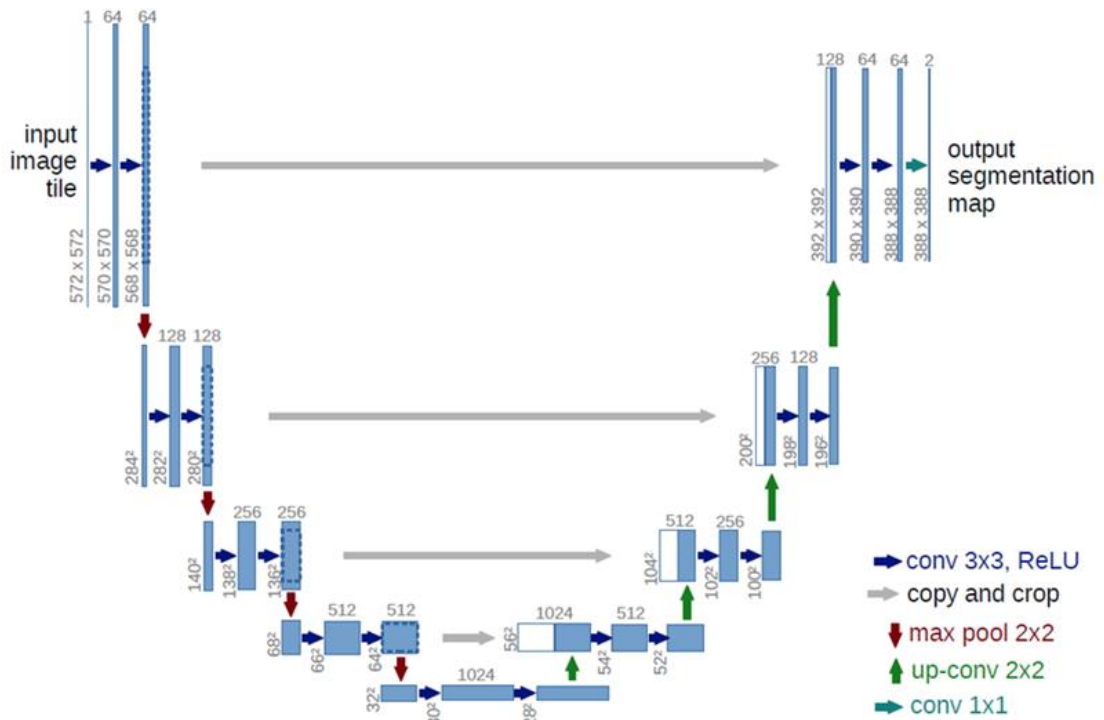 1 64 64
input
image
tile
572 x 572
570 x 570
568 x 568
128 64 64 2
output
segmentation
map
392 x 392
390 x 390
388 x 388
388 x 388
128 128
284²
282²
280²
256 128
200²
198²
196²
256 256
140²
138²
136²
512 256
104²
102²
100²
512 512
68²
66²
64²
1024 512
56²
54²
52²
1024
32²
conv 3x3, ReLU
copy and crop
max pool 2x2
up-conv 2x2
conv 1x1